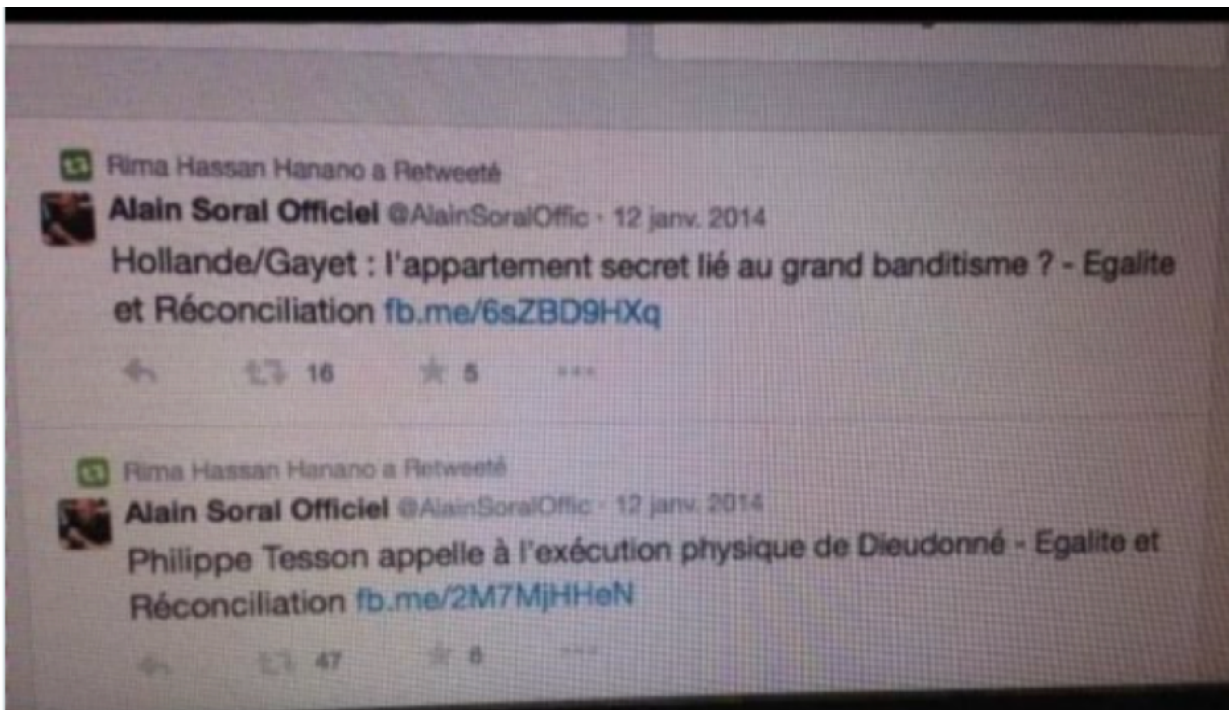 Rima Hassan Hanano a Retweeté
Alain Soral Officiel @AlainSoralOffic · 12 janv. 2014
Hollande/Gayet : l'appartement secret lié au grand banditisme ? - Egalite
et Réconciliation fb.me/6sZBD9HXq
16 5
Rima Hassan Hanano a Retweeté
Alain Soral Officiel @AlainSoralOffic · 12 janv. 2014
Philippe Tesson appelle à l'exécution physique de Dieudonné - Egalite et
Réconciliation fb.me/2M7MjHHeN
47 6